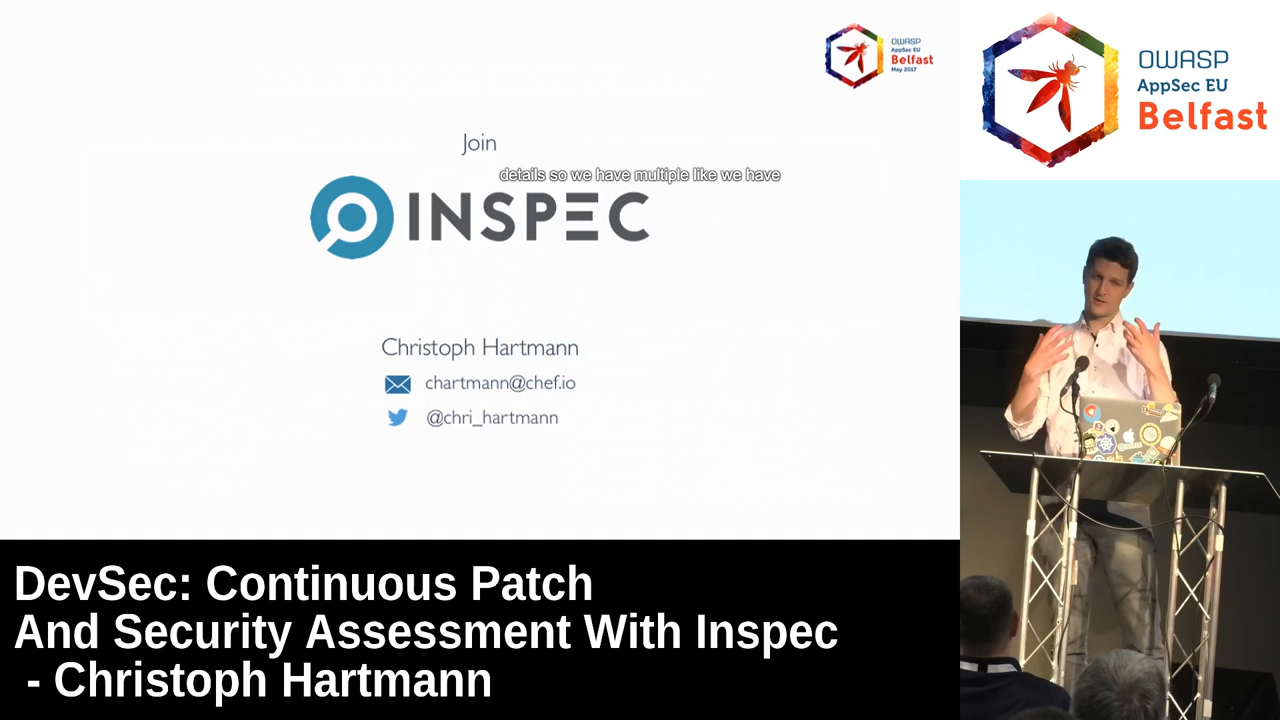 OWASP
AppSec EU
Belfast
May 2017
Join
details so we have multiple like we have
INSPEC
Christoph Hartmann
chartmann@chef.io
@chri_hartmann
OWASP
AppSec EU
Belfast
DevSec: Continuous Patch
And Security Assessment With Inspec
- Christoph Hartmann